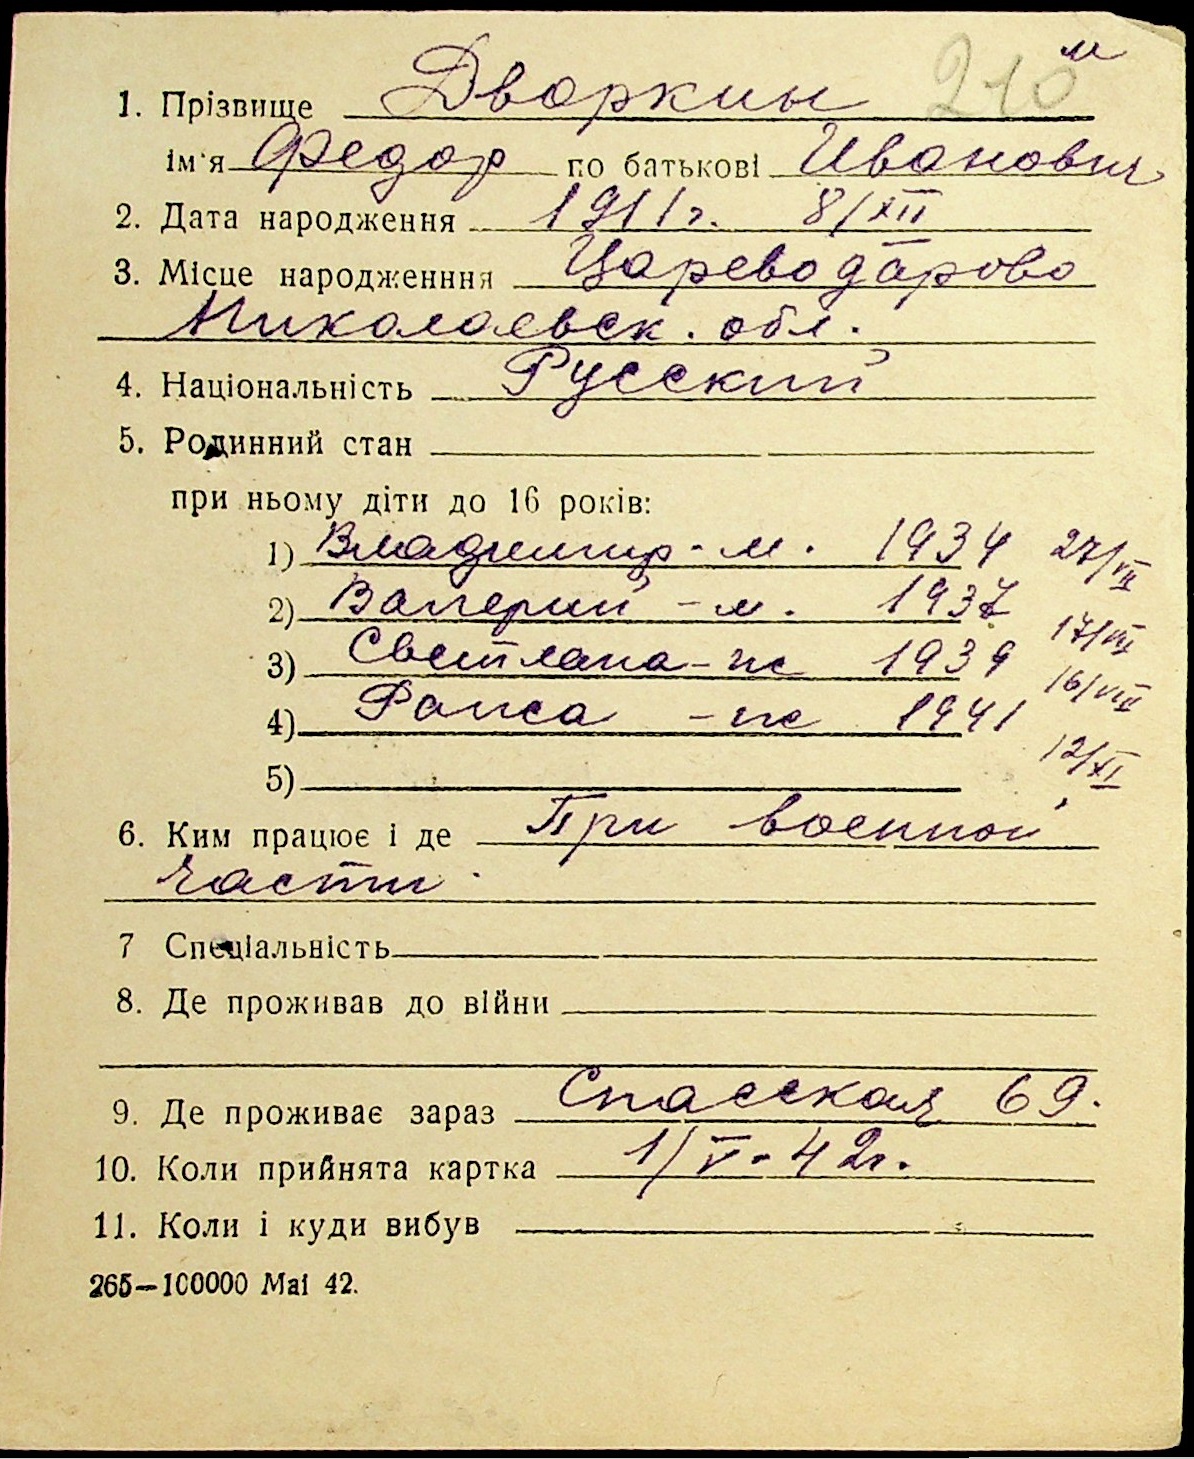 м
210
1. Прізвище Дворкин
ім'я Федор по батькові Иванович
2. Дата народження 1911г. 8/XII
3. Місце народженння Цареводарово
Николаевск. обл.
4. Національність Русский
5. Родинний стан
при ньому діти до 16 років:
1) Владимир - м. 1934 27/VII
2) Валерий - м. 1937 17/VII
3) Светлана - ж 1939 16/VIII
4) Раиса - ж 1941 12/XI
5)
6. Ким працює і де При военной
части
7 Спеціальність
8. Де проживав до війни
9. Де проживає зараз Спасская 69.
10. Коли прийнята картка 1/V - 42г.
11. Коли і куди вибув
265—100000 Mai 42.